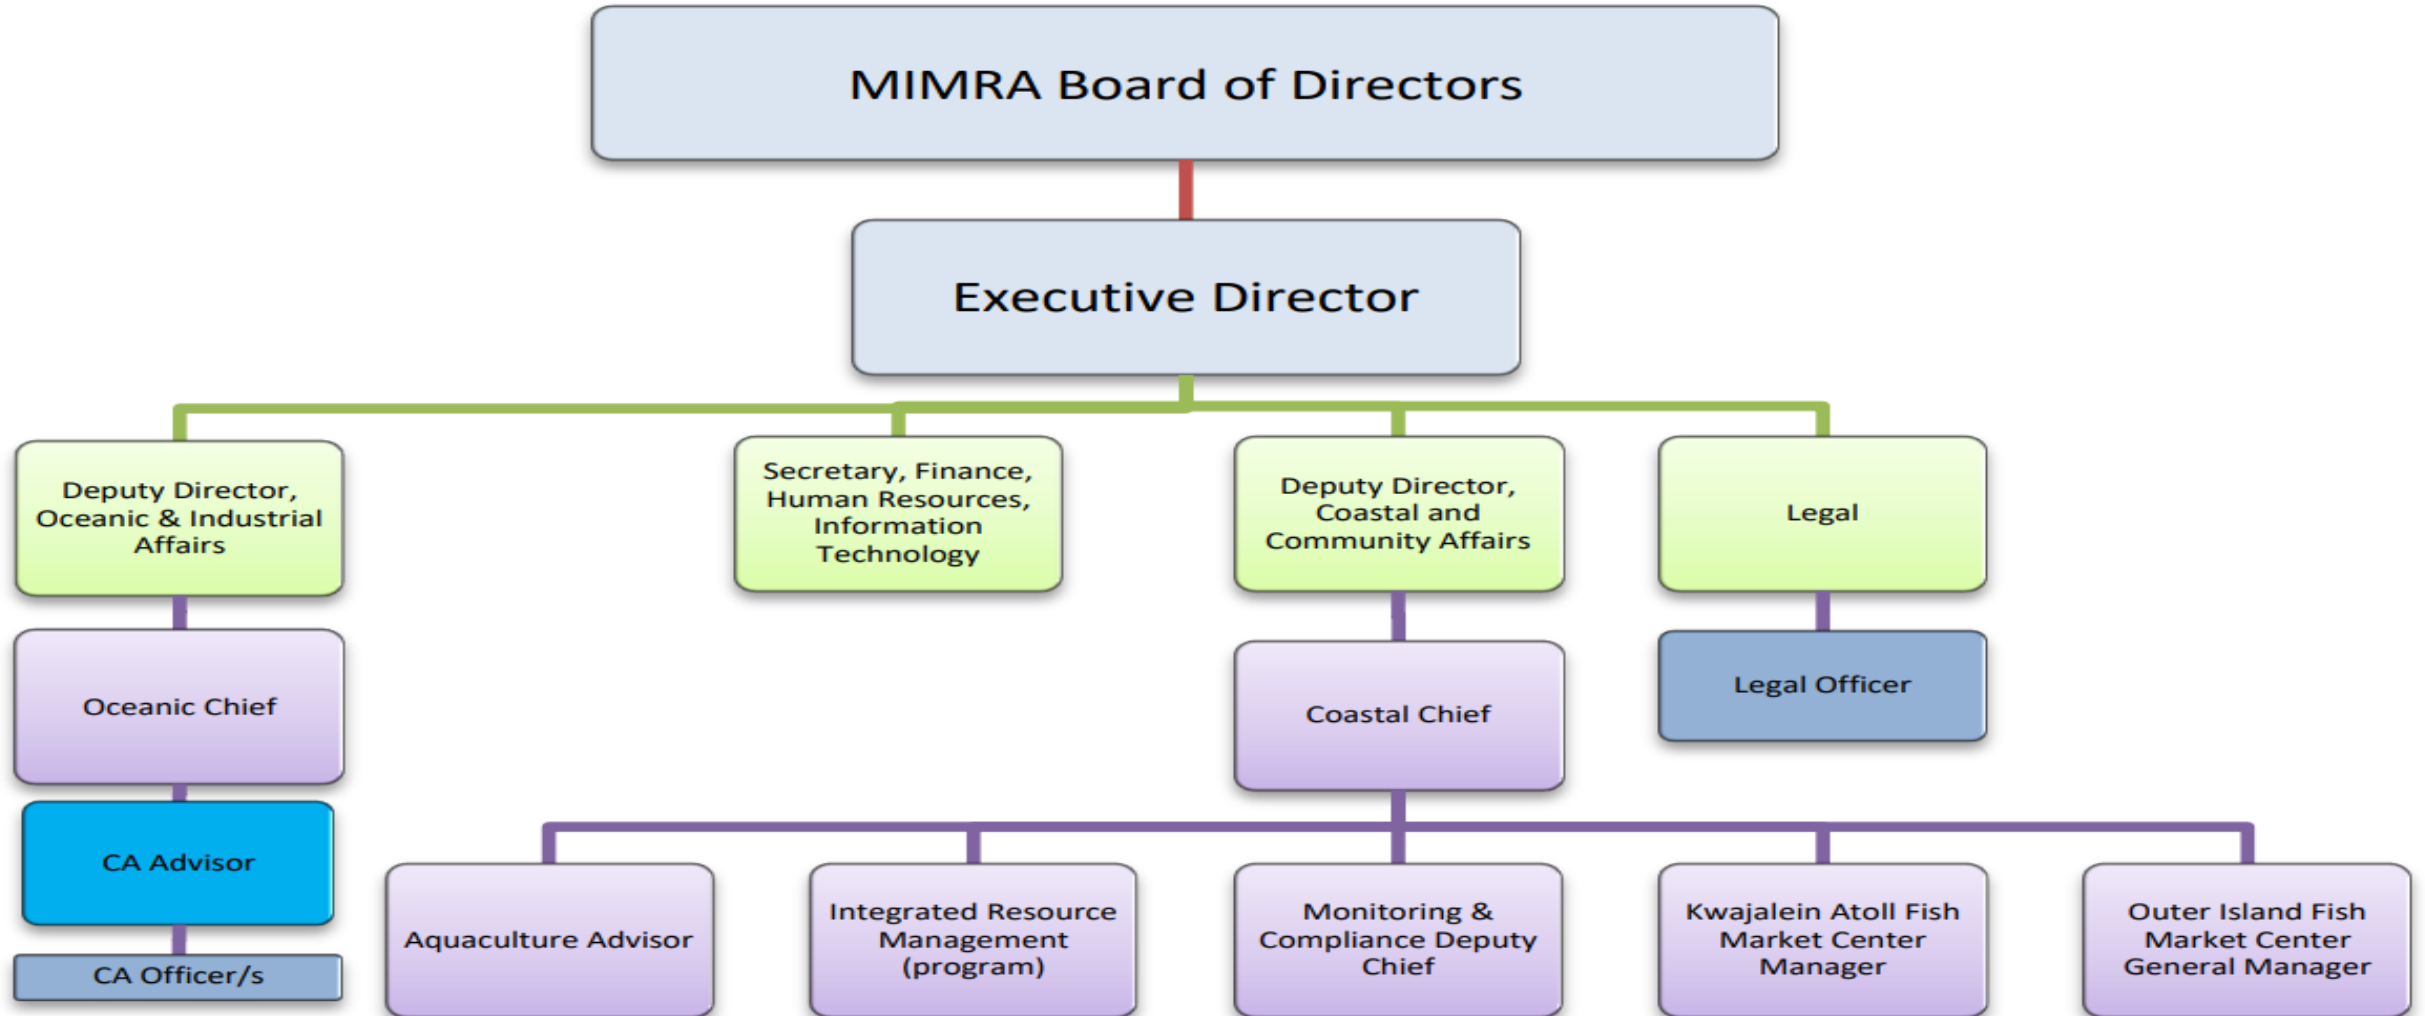 MIMRA Board of Directors
Executive Director
Deputy Director,
Oceanic & Industrial
Affairs
Secretary, Finance,
Human Resources,
Information
Technology
Deputy Director,
Coastal and
Community Affairs
Legal
Oceanic Chief
Coastal Chief
Legal Officer
CA Advisor
CA Officer/s
Aquaculture Advisor
Integrated Resource
Management
(program)
Monitoring &
Compliance Deputy
Chief
Kwajalein Atoll Fish
Market Center
Manager
Outer Island Fish
Market Center
General Manager